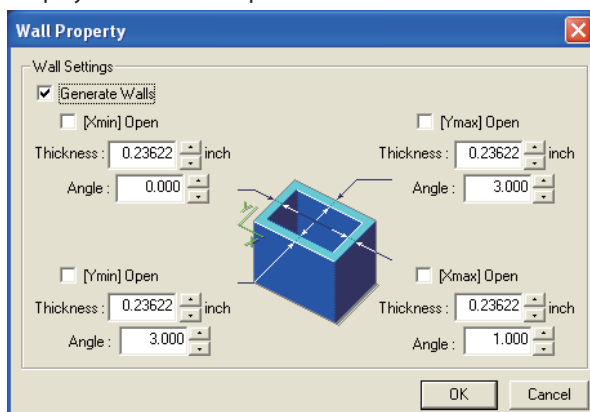 Wall Property
Wall Settings
Generate Walls
[Xmin] Open
Thickness : 0.23622 inch
Angle : 0.000
[Ymax] Open
Thickness : 0.23622 inch
Angle : 3.000
[Ymin] Open
Thickness : 0.23622 inch
Angle : 3.000
[Xmax] Open
Thickness : 0.23622 inch
Angle : 1.000
OK
Cancel